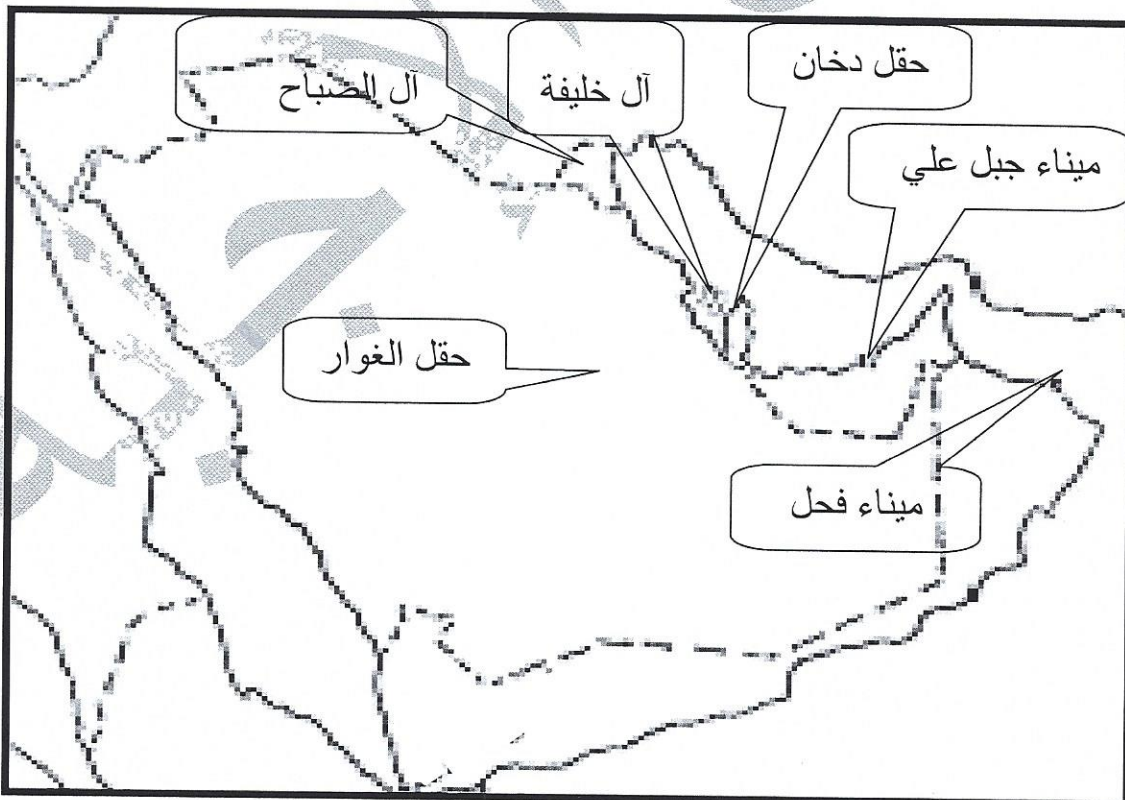 حقل دخان
آل خليفة
آل الصباح
ميناء جبل علي
حقل الغوار
ميناء فحل